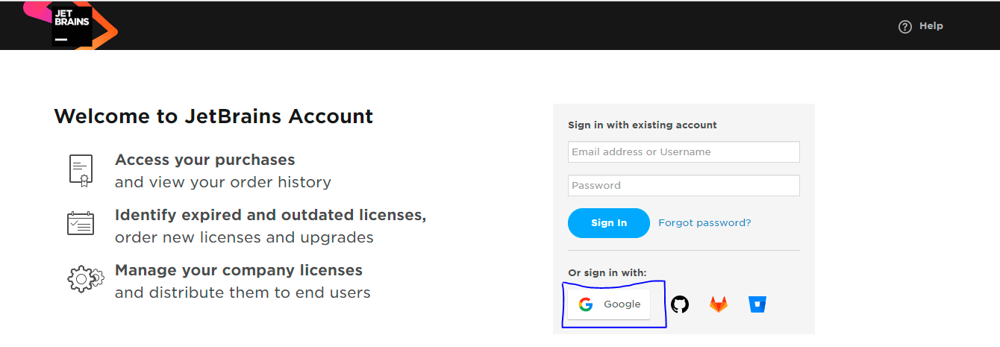 JET
BRAINS
Help
Welcome to JetBrains Account
Access your purchases
and view your order history
Identify expired and outdated licenses,
order new licenses and upgrades
Manage your company licenses
and distribute them to end users
Sign in with existing account
Email address or Username
Password
Sign In
Forgot password?
Or sign in with:
Google